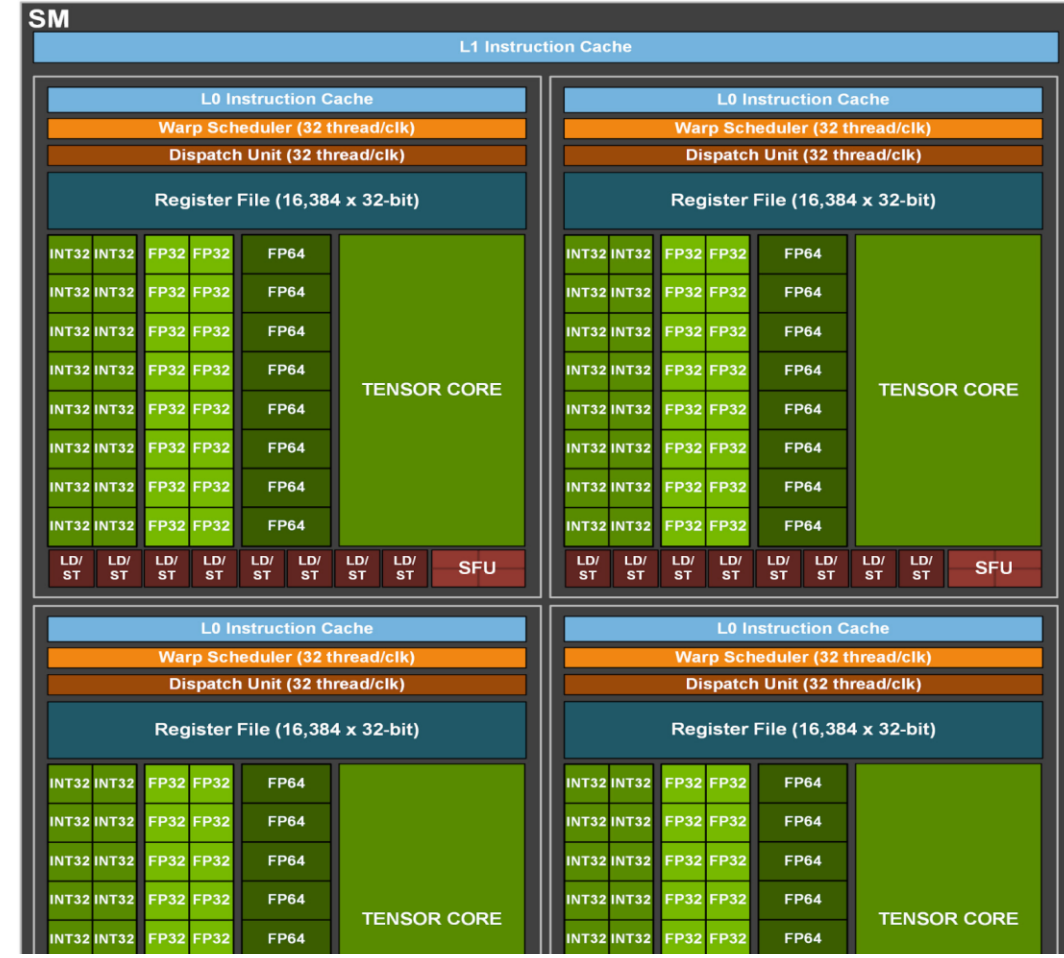 SM
L1 Instruction Cache
L0 Instruction Cache
Warp Scheduler (32 thread/clk)
Dispatch Unit (32 thread/clk)
Register File (16,384 x 32-bit)
INT32 INT32 FP32 FP32 FP64
INT32 INT32 FP32 FP32 FP64
INT32 INT32 FP32 FP32 FP64
INT32 INT32 FP32 FP32 FP64
TENSOR CORE
INT32 INT32 FP32 FP32 FP64
INT32 INT32 FP32 FP32 FP64
INT32 INT32 FP32 FP32 FP64
INT32 INT32 FP32 FP32 FP64
LD/ LD/ LD/ LD/ LD/ LD/ LD/ LD/
ST ST ST ST ST ST ST ST
SFU
L0 Instruction Cache
Warp Scheduler (32 thread/clk)
Dispatch Unit (32 thread/clk)
Register File (16,384 x 32-bit)
INT32 INT32 FP32 FP32 FP64
INT32 INT32 FP32 FP32 FP64
INT32 INT32 FP32 FP32 FP64
INT32 INT32 FP32 FP32 FP64
TENSOR CORE
INT32 INT32 FP32 FP32 FP64
INT32 INT32 FP32 FP32 FP64
INT32 INT32 FP32 FP32 FP64
INT32 INT32 FP32 FP32 FP64
LD/ LD/ LD/ LD/ LD/ LD/ LD/ LD/
ST ST ST ST ST ST ST ST
SFU
L0 Instruction Cache
Warp Scheduler (32 thread/clk)
Dispatch Unit (32 thread/clk)
Register File (16,384 x 32-bit)
INT32 INT32 FP32 FP32 FP64
INT32 INT32 FP32 FP32 FP64
INT32 INT32 FP32 FP32 FP64
INT32 INT32 FP32 FP32 FP64
TENSOR CORE
INT32 INT32 FP32 FP32 FP64
L0 Instruction Cache
Warp Scheduler (32 thread/clk)
Dispatch Unit (32 thread/clk)
Register File (16,384 x 32-bit)
INT32 INT32 FP32 FP32 FP64
INT32 INT32 FP32 FP32 FP64
INT32 INT32 FP32 FP32 FP64
INT32 INT32 FP32 FP32 FP64
TENSOR CORE
INT32 INT32 FP32 FP32 FP64